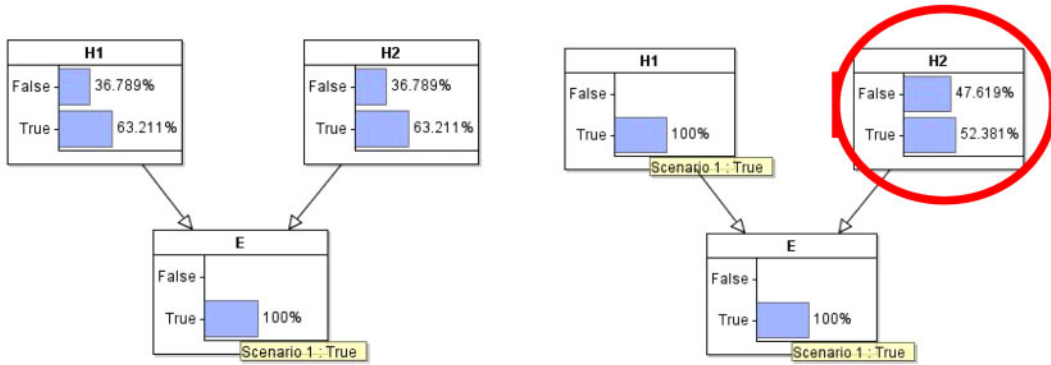 H1
False
36.789%
True
63.211%
H2
False
36.789%
True
63.211%
E
False
True
100%
Scenario 1 : True
H1
False
True
100%
Scenario 1 : True
H2
False
47.619%
True
52.381%
E
False
True
100%
Scenario 1 : True